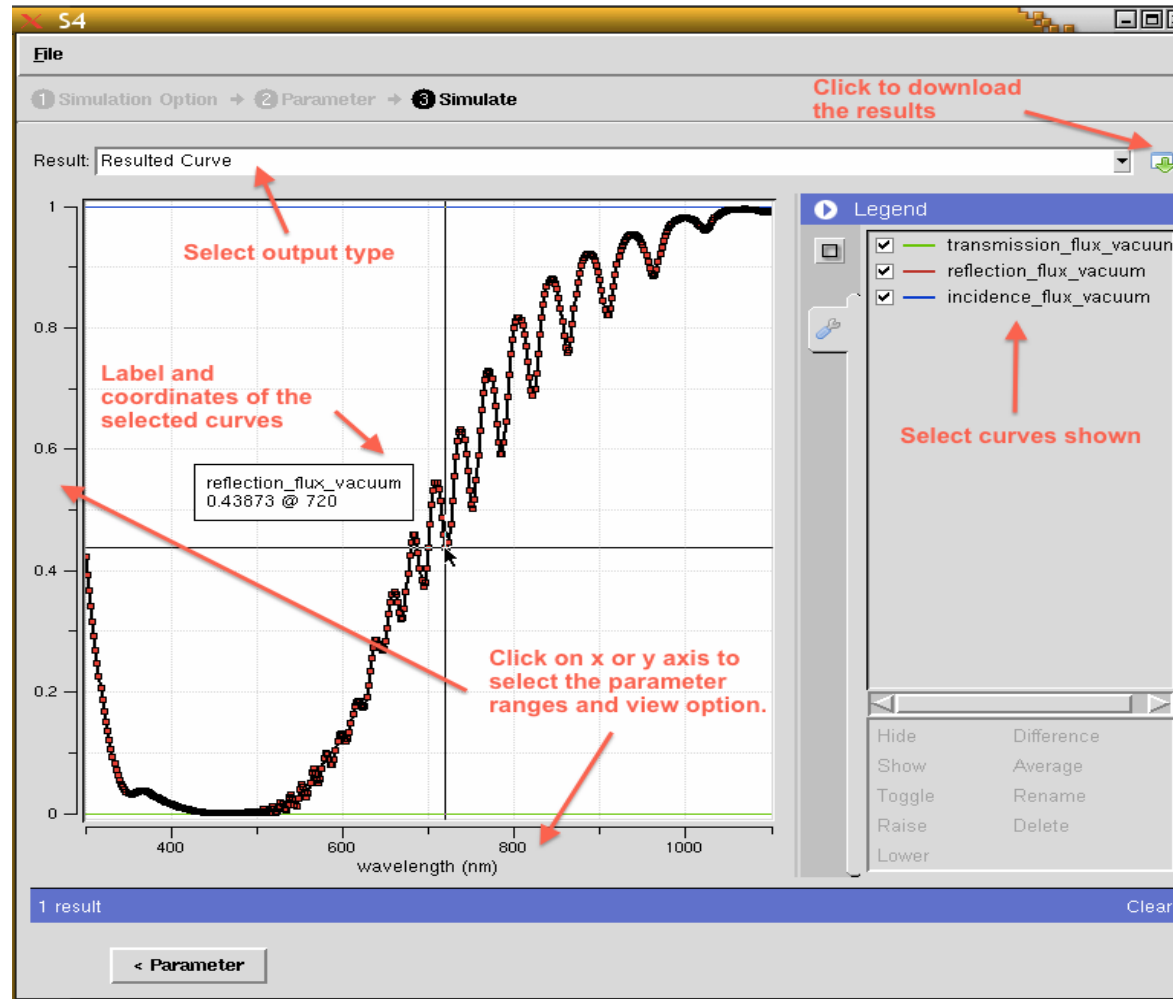 S4
File
1 Simulation Option → 2 Parameter → 3 Simulate
Click to download
the results
Result: Resulted Curve
Select output type
1
0.8
0.6
0.4
0.2
0
Label and
coordinates of the
selected curves
reflection_flux_vacuum
0.43873 @ 720
Click on x or y axis to
select the parameter
ranges and view option.
400 600 800 1000
wavelength (nm)
Legend
transmission_flux_vacuun
reflection_flux_vacuum
incidence_flux_vacuum
Select curves shown
Hide Difference
Show Average
Toggle Rename
Raise Delete
Lower
1 result Clear
< Parameter